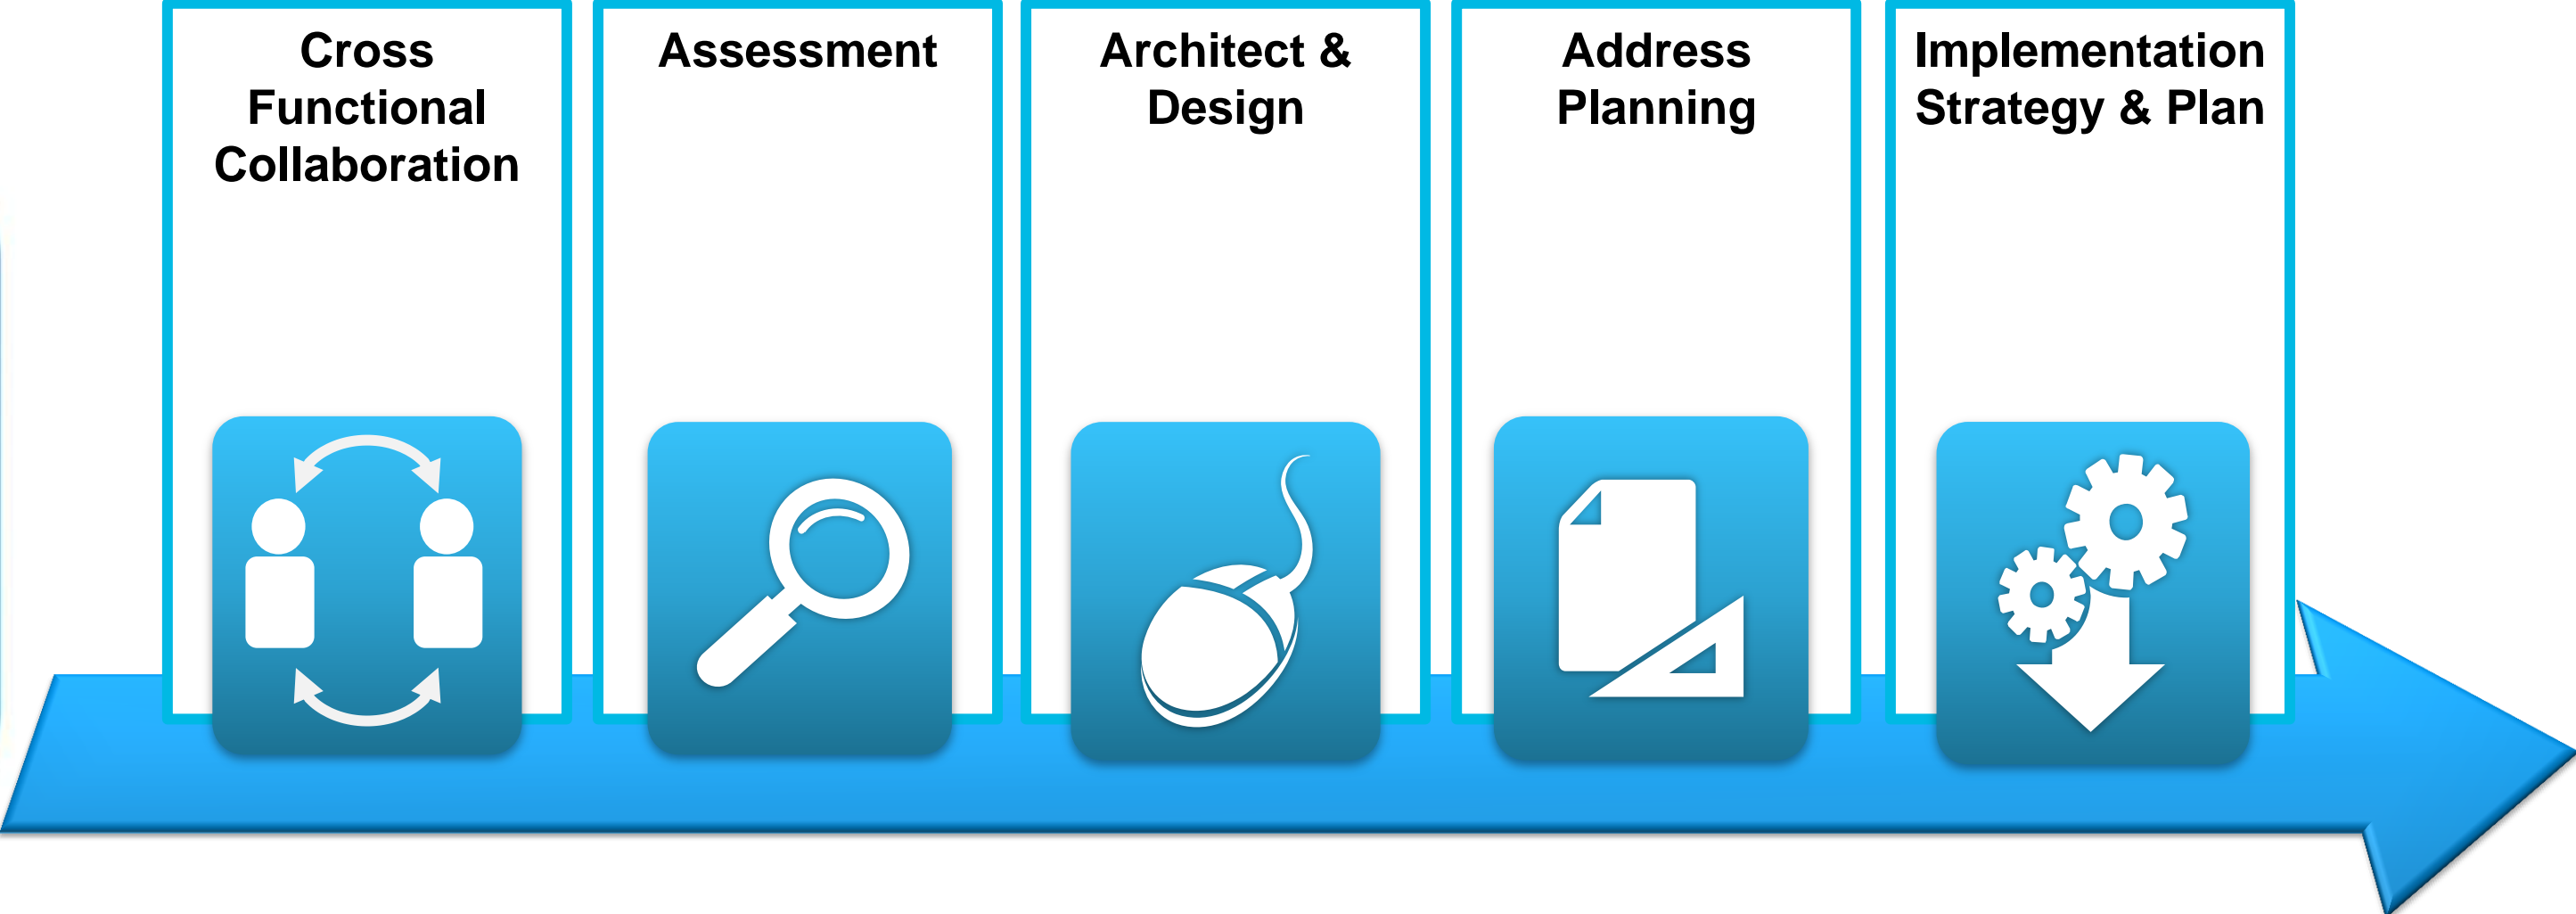 Cross
Functional
Collaboration
Assessment
Architect &
Design
Address
Planning
Implementation
Strategy & Plan